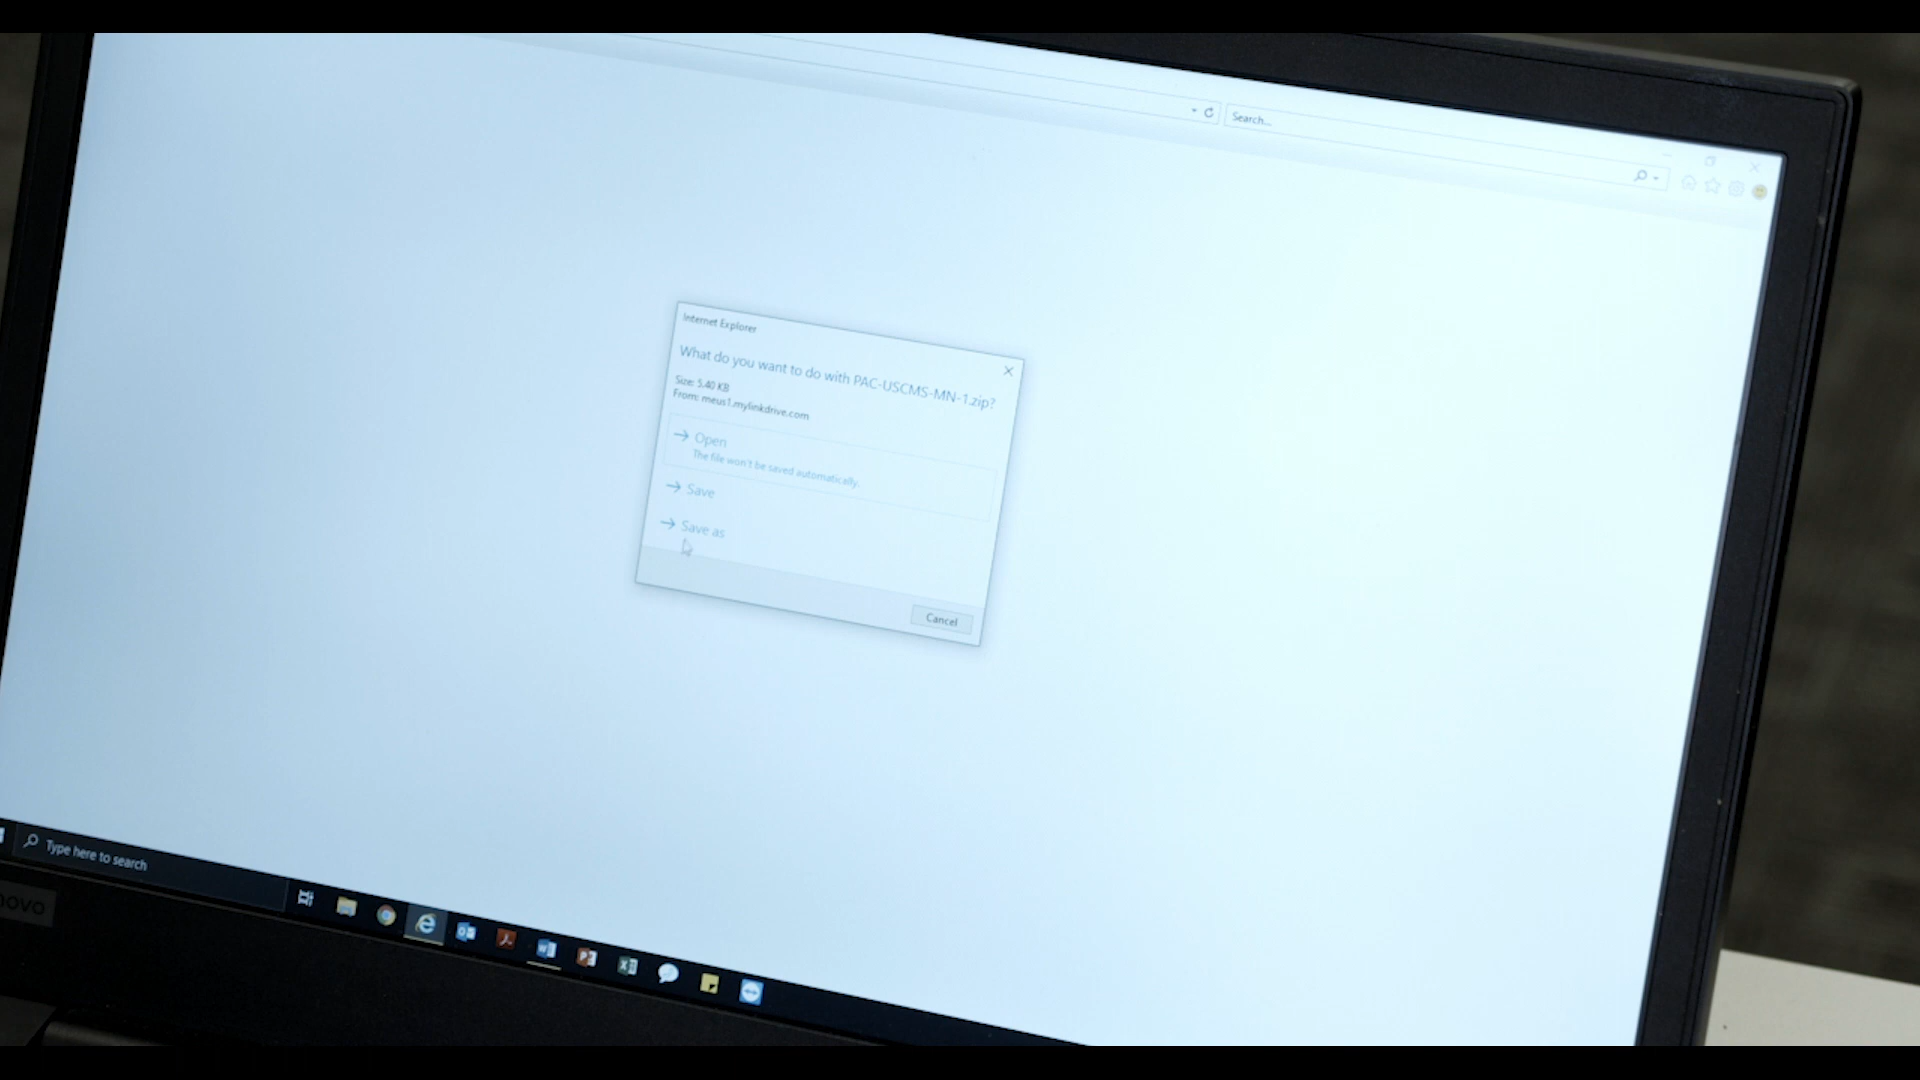 Search...
Internet Explorer
What do you want to do with PAC-USCMS-MN-1.zip?
Size: 5.40 KB
From: meus1.mylinkdrive.com
Open
The file won't be saved automatically.
Save
Save as
Cancel
Type here to search
novo